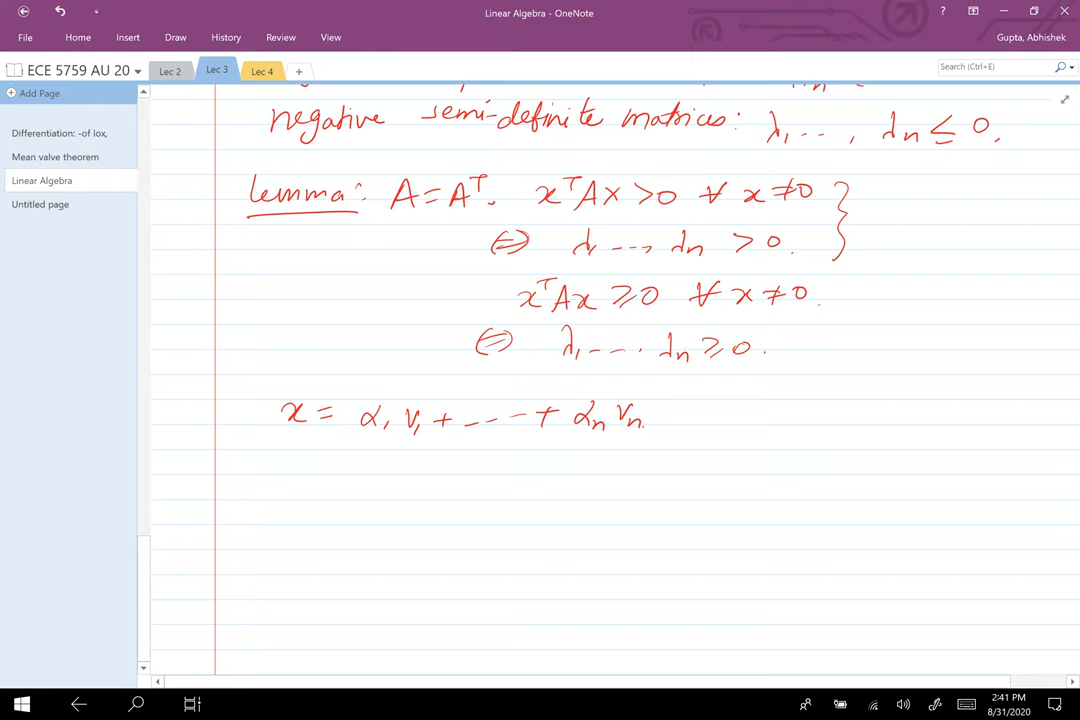 Linear Algebra - OneNote
?
File Home Insert Draw History Review View
Gupta, Abhishek
ECE 5759 AU 20
Lec 2 Lec 3 Lec 4 +
Search (Ctrl+E)
Add Page
Differentiation: -of lox,
Mean value theorem
Linear Algebra
Untitled page
negative semi-definite matrices: λ₁ ..., λₙ ≤ 0.
Lemma: A = Aᵀ. xᵀAx > 0 ∀ x ≠ 0
⇔ λ₁ ..., λₙ > 0.
xᵀAx ≥ 0 ∀ x ≠ 0.
⇔ λ₁ .... λₙ ≥ 0.
x = α₁ v₁ + .... + αₙ vₙ.
2:41 PM
8/31/2020